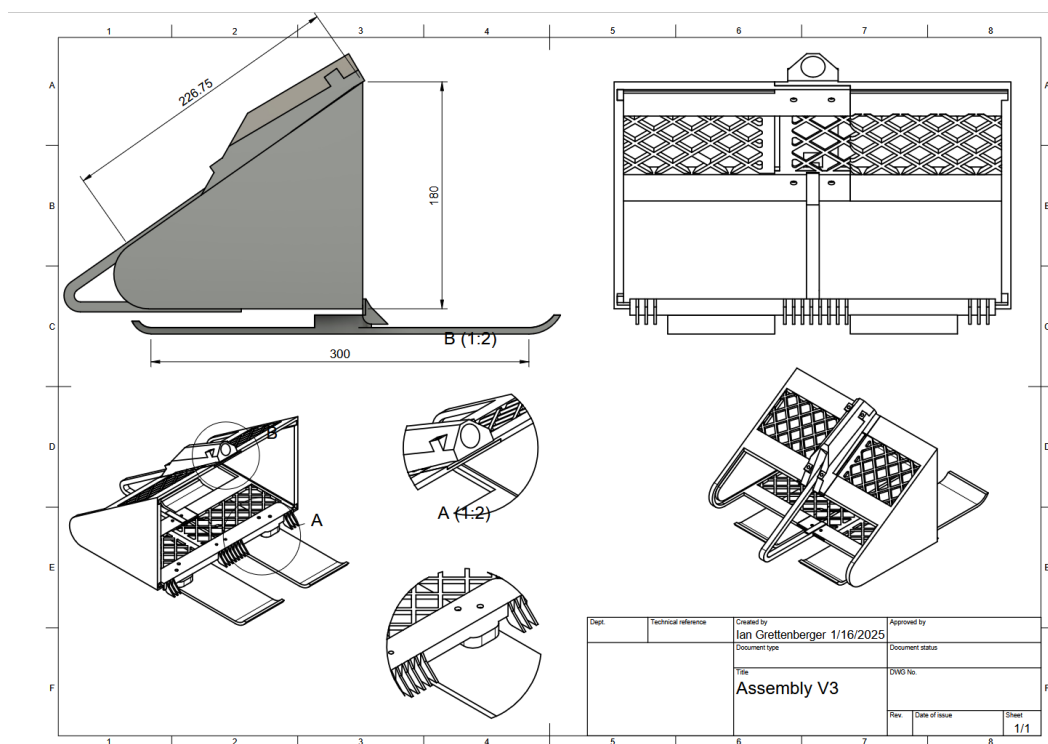 1 2 3 4 5 6 7 8
A A
226.75
180
B B
C C
B (1:2)
300
D D
B
A
A (1:2)
E E
F F
Dept. Technical reference Created by Approved by
Ian Grettenberger 1/16/2025
Document type Document status
Title DWG No.
Assembly V3
Rev. Date of issue Sheet
1/1
1 2 3 4 5 6 7 8